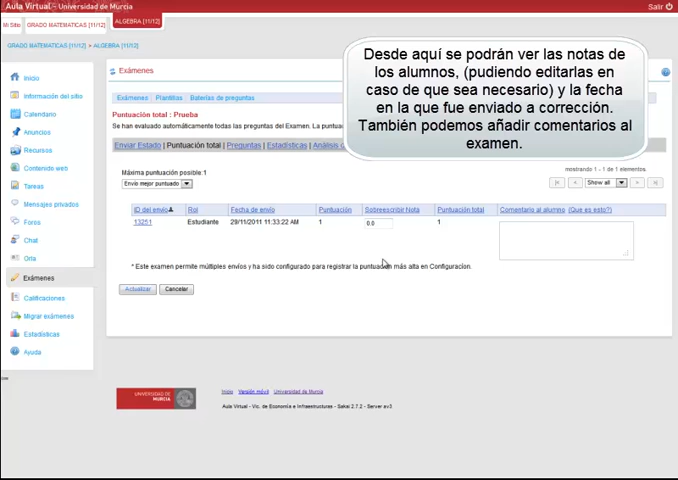 Aula Virtual - Universidad de Murcia
Salir
Mi Sitio
GRADO MATEMATICAS [11/12]
ALGEBRA [11/12]
GRADO MATEMATICAS [11/12] » ALGEBRA [11/12]
Desde aquí se podrán ver las notas de
los alumnos, (pudiendo editarlas en
caso de que sea necesario) y la fecha
en la que fue enviado a corrección.
También podemos añadir comentarios al
examen.
Inicio
Información del sitio
Calendario
Anuncios
Recursos
Contenido web
Tareas
Mensajes privados
Foros
Chat
Orla
Exámenes
Calificaciones
Migrar exámenes
Estadísticas
Ayuda
Exámenes
Exámenes | Plantillas | Baterías de preguntas
Puntuación total : Prueba
Se han evaluado automáticamente todas las preguntas del Examen. La
Enviar Estado | Puntuación total | Preguntas | Estadísticas | Análisis
Máxima puntuación posible:1
Envío mejor puntuado
mostrando 1 - 1 de 1 elementos.
|< < Show all > >|
ID del envío Rol Fecha de envío Puntuación Sobreescribir Nota Puntuación total Comentario al alumno (Que es esto?)
13251 Estudiante 29/11/2011 11:33:22 AM 1 0.0 1
* Este examen permite múltiples envíos y ha sido configurado para registrar la puntuación más alta en Configuracíon.
Actualizar Cancelar
UNIVERSIDAD DE
MURCIA
Inicio Versión móvil Universidad de Murcia
Aula Virtual - Vic. de Economía e Infraestructuras - Sakai 2.7.2 - Server av3